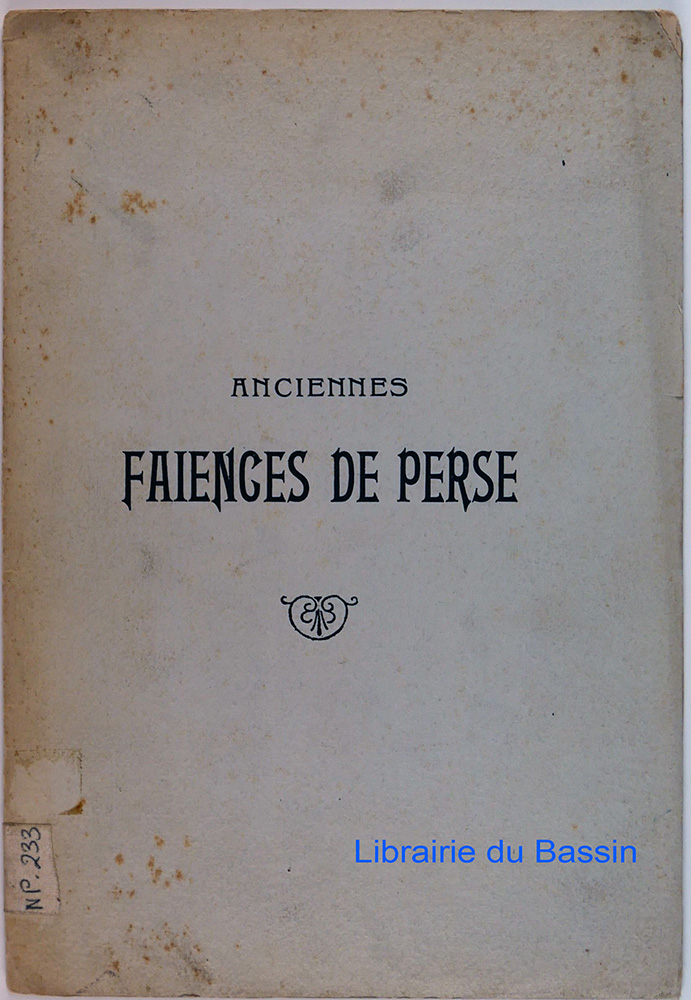 ANCIENNES
FAIENCES DE PERSE
Librairie du Bassin
NP. 233